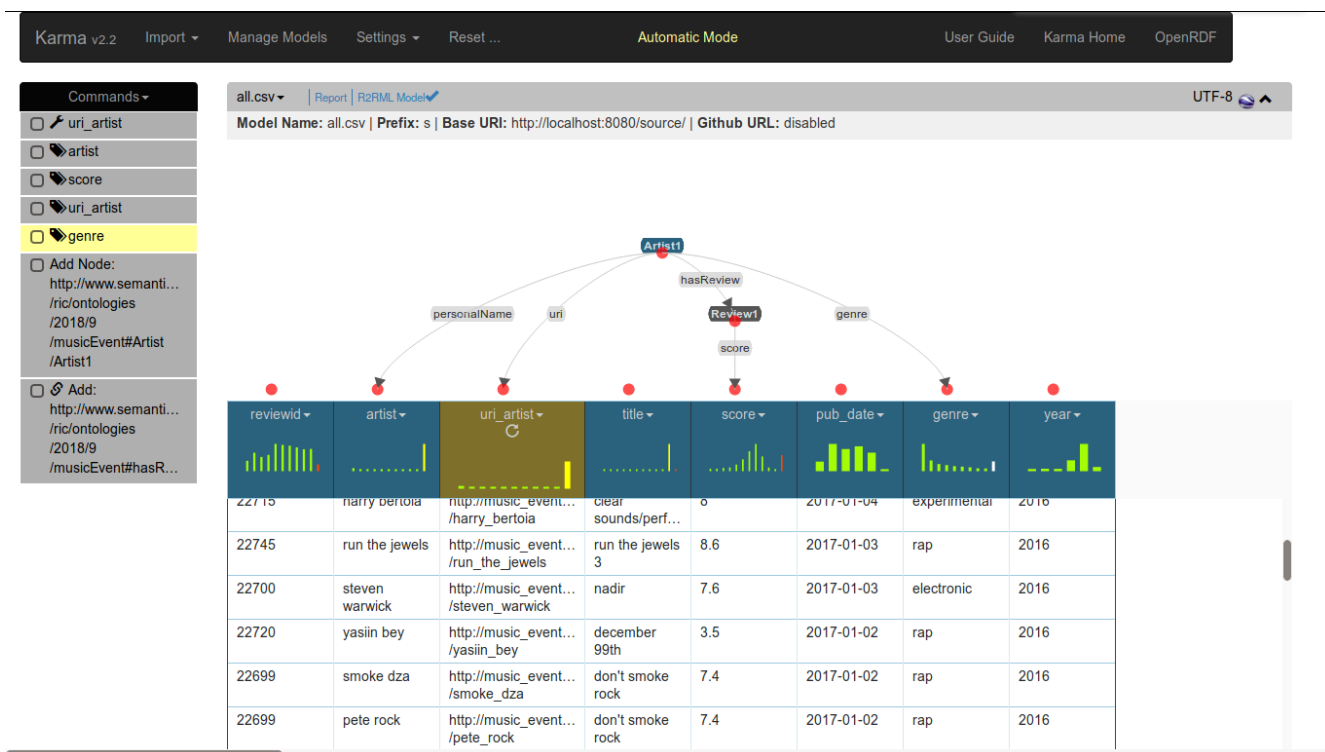 Karma v2.2 Import Manage Models Settings Reset ... Automatic Mode User Guide Karma Home OpenRDF
Commands
uri_artist
artist
score
uri_artist
genre
Add Node:
http://www.semanti...
/ric/ontologies
/2018/9
/musicEvent#Artist
/Artist1
Add:
http://www.semanti...
/ric/ontologies
/2018/9
/musicEvent#hasR...
all.csv Report R2RML Model UTF-8
Model Name: all.csv | Prefix: s | Base URI: http://localhost:8080/source/ | Github URL: disabled
Artist1
hasReview
personalName uri Review1 genre
score
reviewid artist uri_artist title score pub_date genre year
22715 harry bertoia http://music_event... clear 8 2017-01-04 experimental 2016
/harry_bertoia sounds/perf...
22745 run the jewels http://music_event... run the jewels 8.6 2017-01-03 rap 2016
/run_the_jewels 3
22700 steven http://music_event... nadir 7.6 2017-01-03 electronic 2016
warwick /steven_warwick
22720 yasiin bey http://music_event... december 3.5 2017-01-02 rap 2016
/yasiin_bey 99th
22699 smoke dza http://music_event... don't smoke 7.4 2017-01-02 rap 2016
/smoke_dza rock
22699 pete rock http://music_event... don't smoke 7.4 2017-01-02 rap 2016
/pete_rock rock